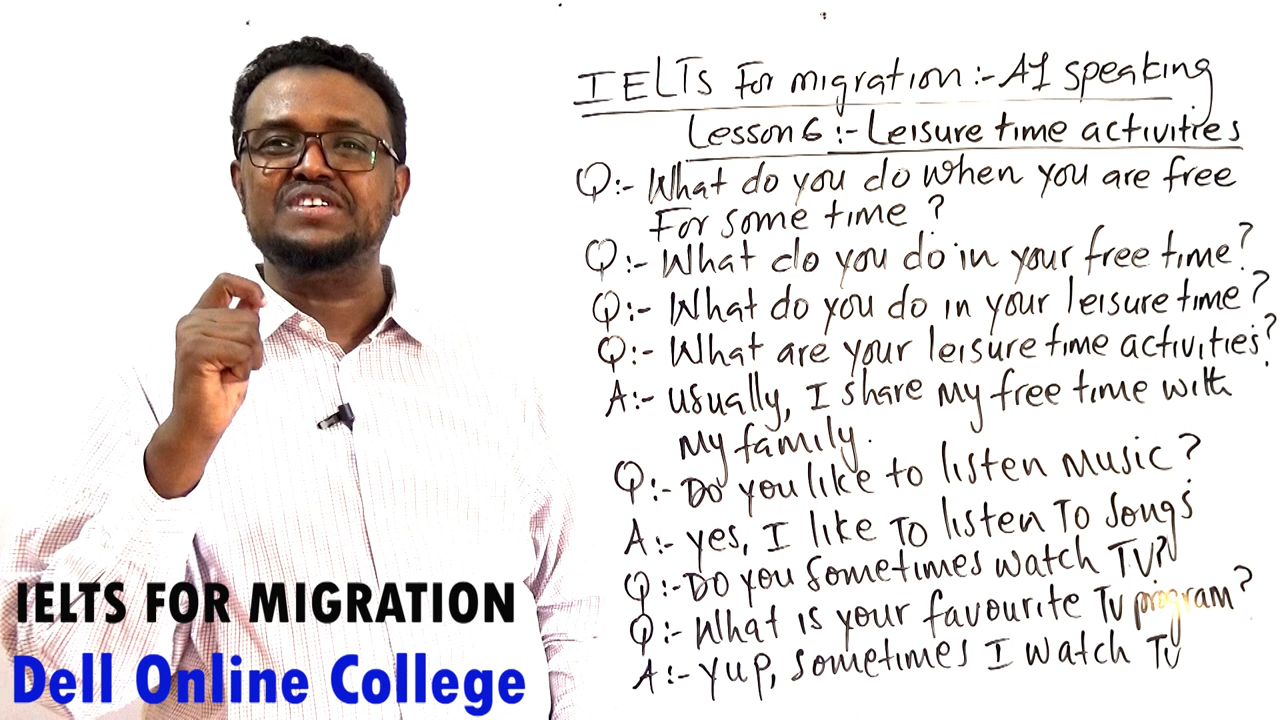 IELTS For migration:- AI speaking
Lesson 6:- Leisure time activities
Q:- What do you do when you are free
For some time?
Q:- What do you do in your free time?
Q:- What do you do in your leisure time?
Q:- What are your leisure time activities?
A:- usually, I share my free time with
my family.
Q:- Do you like to listen music?
A:- yes, I like To listen To songs
Q:- Do you sometimes watch TV?
Q:- What is your favourite Tv program?
A:- yup, sometimes I watch Tv
IELTS FOR MIGRATION
Dell Online College